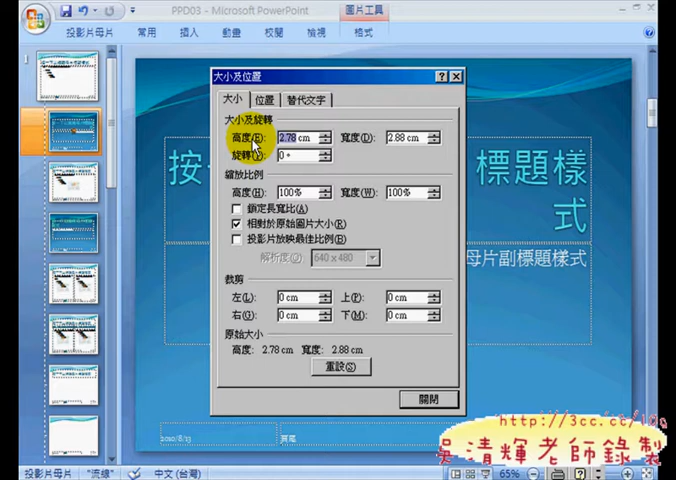 PPD03 - Microsoft PowerPoint
圖片工具
投影片母片 常用 插入 動畫 校閱 檢視 格式
1
大小及位置
大小 位置 替代文字
大小及旋轉
高度(E): 2.78 cm 寬度(D): 2.88 cm
旋轉(Y): 0°
縮放比例
高度(H): 100% 寬度(W): 100%
鎖定長寬比(A)
相對於原始圖片大小(R)
投影片放映最佳比例(B)
解析度(O) 640 x 480
裁剪
左(L): 0 cm 上(P): 0 cm
右(G): 0 cm 下(M): 0 cm
原始大小
高度: 2.78 cm 寬度: 2.88 cm
重設(S)
關閉
按 標題樣
式
母片副標題樣式
2010/8/23 頁尾
吳清輝老師錄製
投影片母片 "流線" 中文 (台灣) 65%